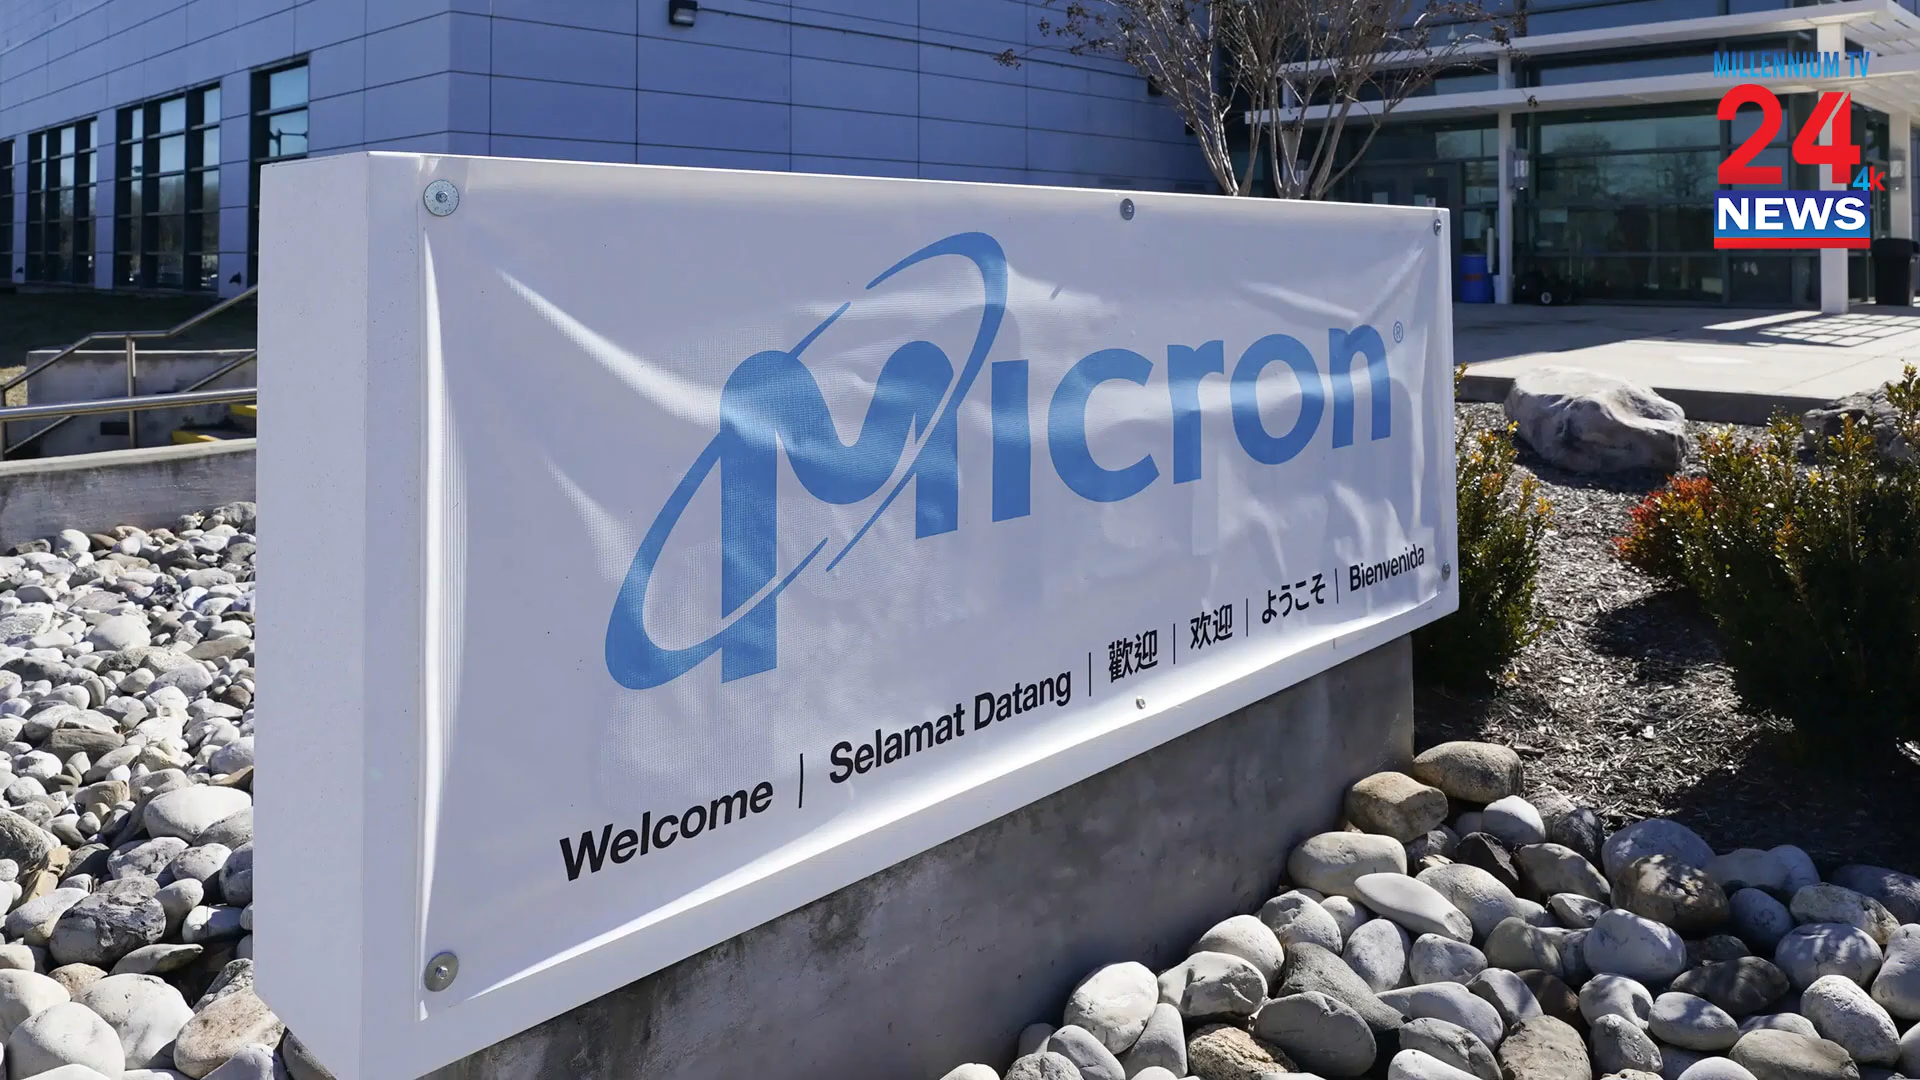 MILLENNIUM TV
24
4k
NEWS
Micron®
Welcome | Selamat Datang | 歡迎 | 欢迎 | ようこそ | Bienvenida